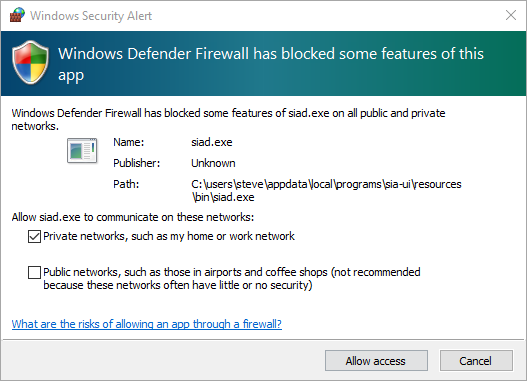 Windows Security Alert
Windows Defender Firewall has blocked some features of this
app
Windows Defender Firewall has blocked some features of siad.exe on all public and private
networks.
Name: siad.exe
Publisher: Unknown
Path: C:\users\steve\appdata\local\programs\sia-ui\resources
\bin\siad.exe
Allow siad.exe to communicate on these networks:
Private networks, such as my home or work network
Public networks, such as those in airports and coffee shops (not recommended
because these networks often have little or no security)
What are the risks of allowing an app through a firewall?
Allow access Cancel